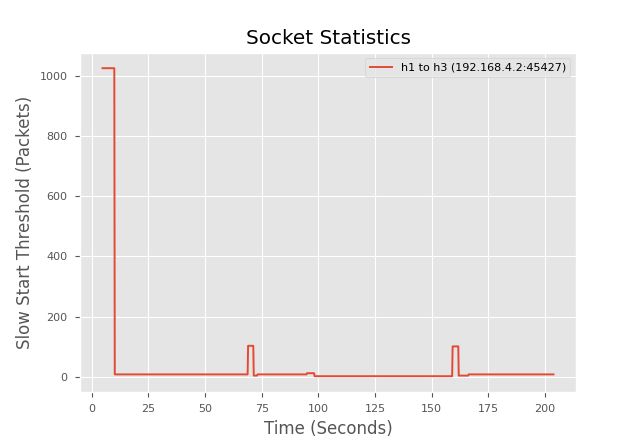 Socket Statistics
h1 to h3 (192.168.4.2:45427)
Slow Start Threshold (Packets)
1000
800
600
400
200
0
0 25 50 75 100 125 150 175 200
Time (Seconds)